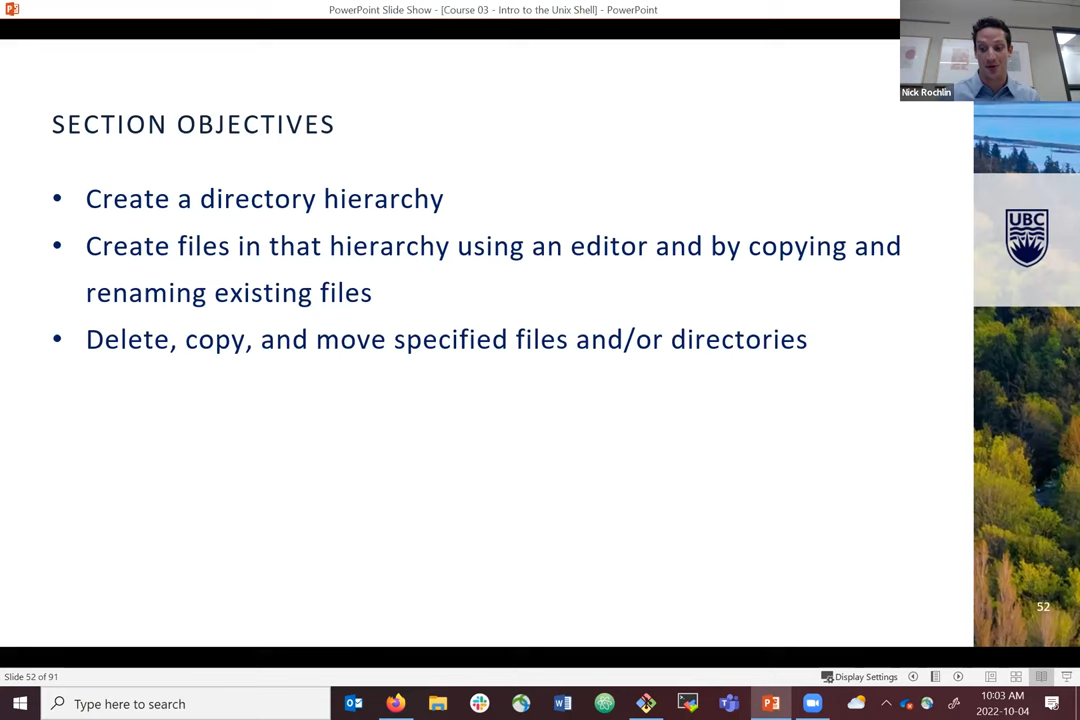 PowerPoint Slide Show - [Course 03 - Intro to the Unix Shell] - PowerPoint
Nick Rochlin
SECTION OBJECTIVES
• Create a directory hierarchy
• Create files in that hierarchy using an editor and by copying and
renaming existing files
• Delete, copy, and move specified files and/or directories
UBC
52
Slide 52 of 91
Display Settings
Type here to search
10:03 AM
2022-10-04